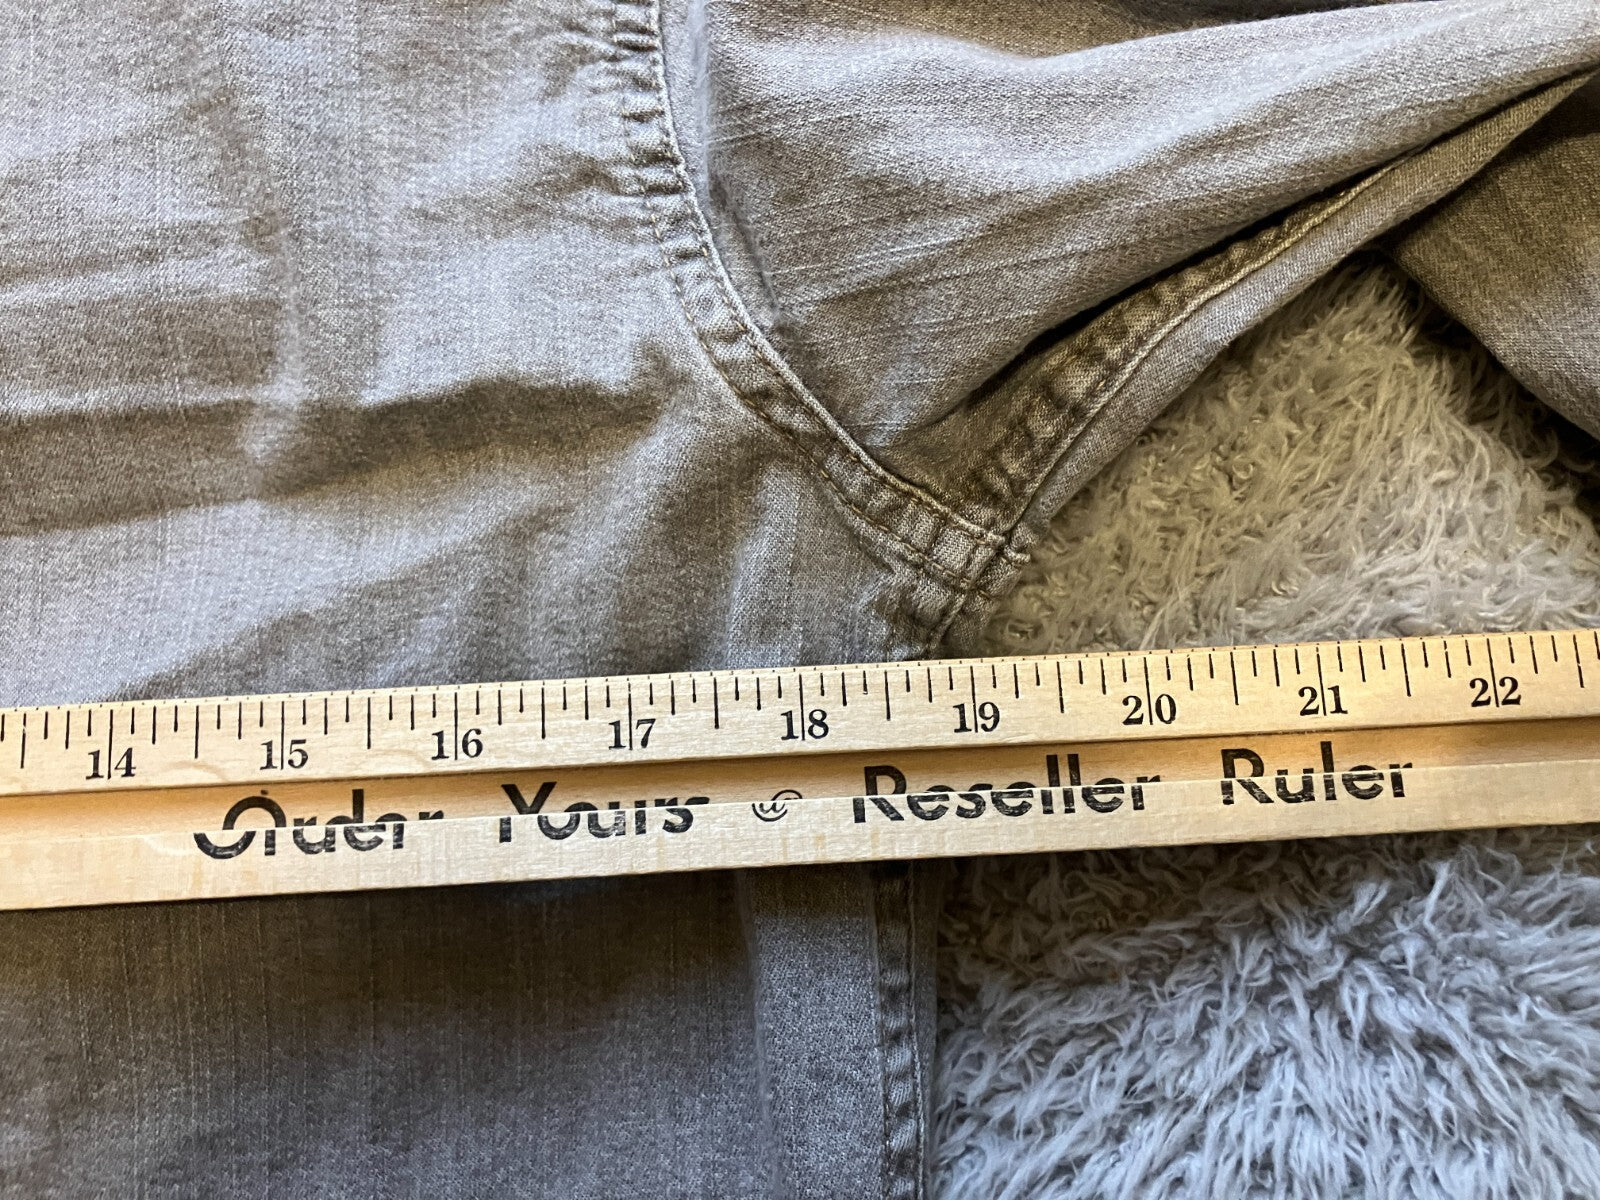 14 15 16 17 18 19 20 21 22
Order Yours @ Reseller Ruler